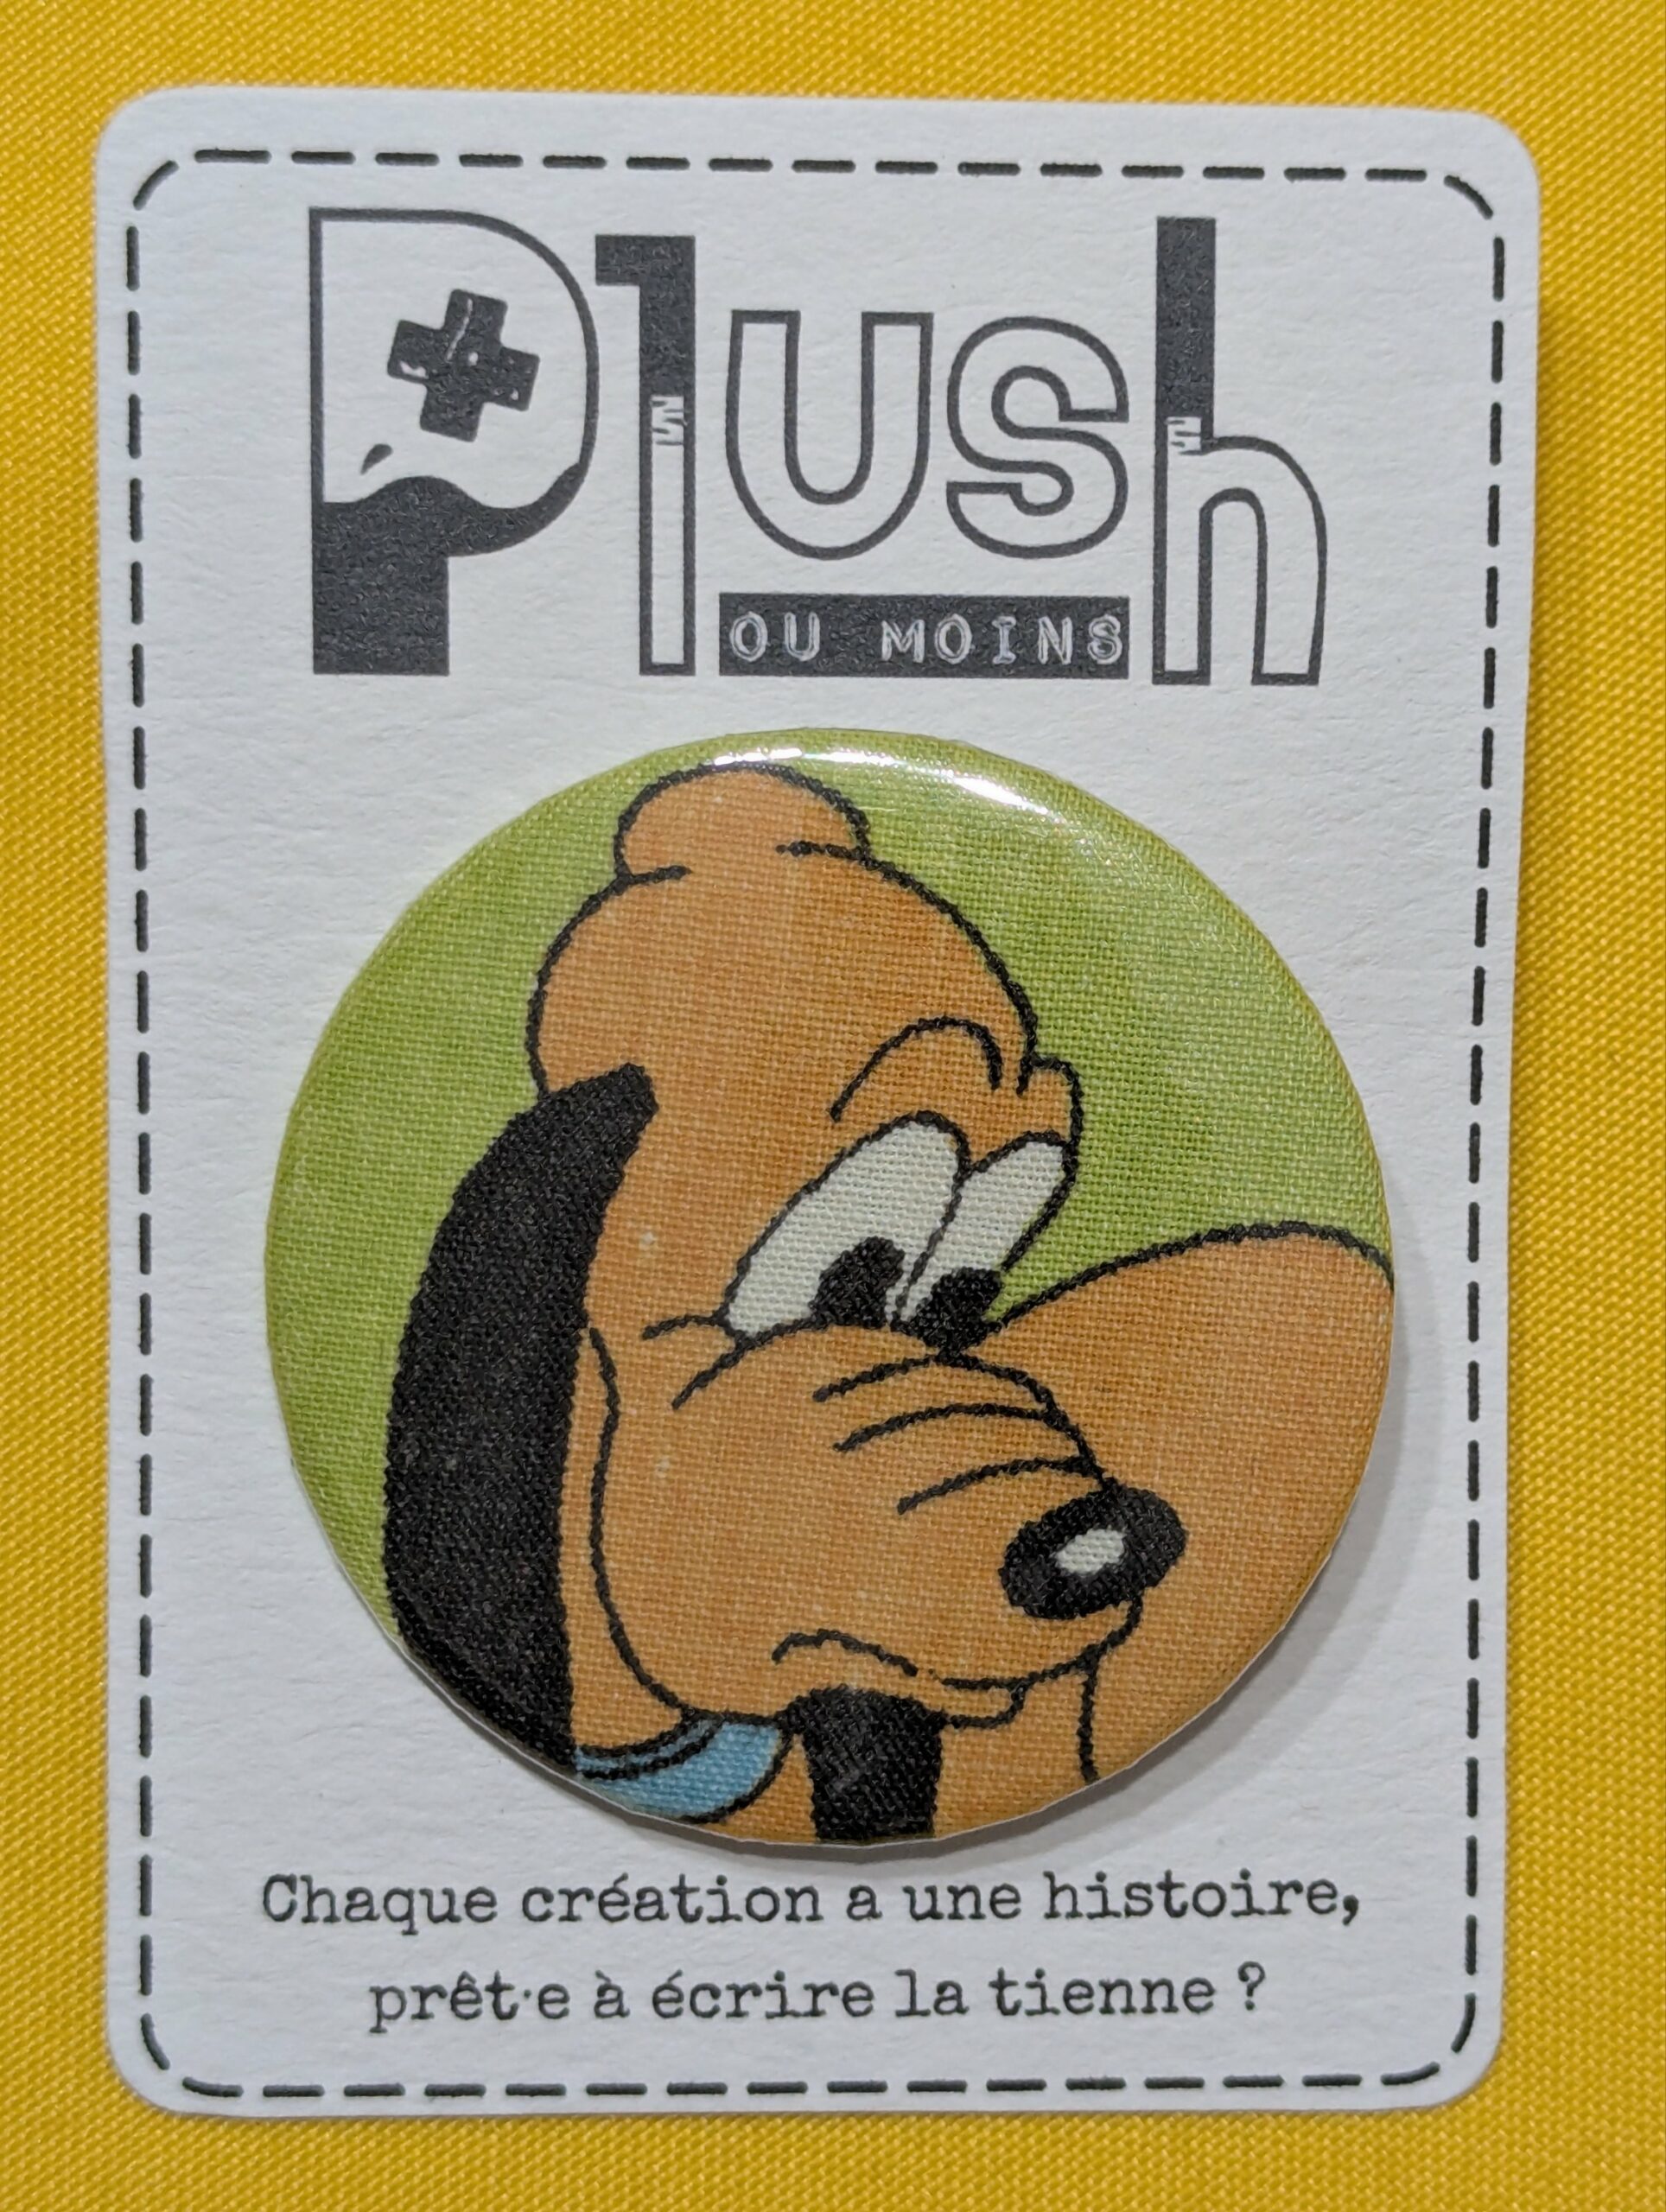 Plush
OU MOINS
Chaque création a une histoire,
prêt·e à écrire la tienne ?